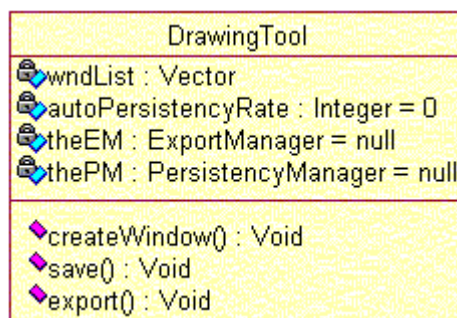 DrawingTool
wndList : Vector
autoPersistencyRate : Integer = 0
theEM : ExportManager = null
thePM : PersistencyManager = null
createWindow() : Void
save() : Void
export() : Void